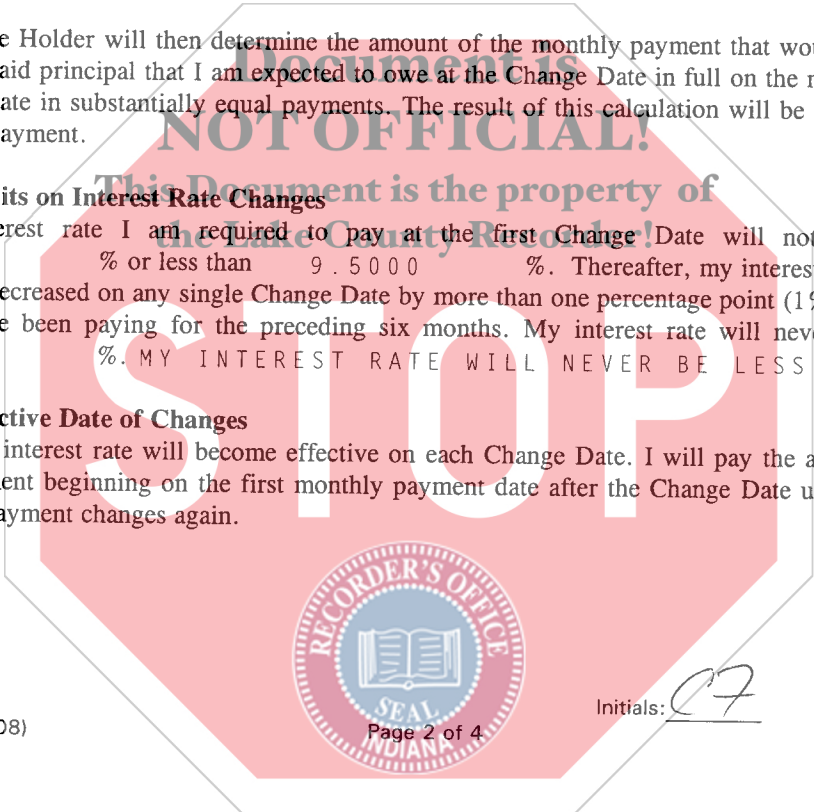 e Holder will then determine the amount of the monthly payment that wou
aid principal that I am expected to owe at the Change Date in full on the m
ate in substantially equal payments. The result of this calculation will be
ayment.
Document is
NOT OFFICIAL!
This Document is the property of
the Lake County Recorder!
its on Interest Rate Changes
erest rate I am required to pay at the first Change Date will not
% or less than 9.5000 %. Thereafter, my interes
ecreased on any single Change Date by more than one percentage point (1%
e been paying for the preceding six months. My interest rate will neve
%. MY INTEREST RATE WILL NEVER BE LESS
STOP
ctive Date of Changes
interest rate will become effective on each Change Date. I will pay the a
ent beginning on the first monthly payment date after the Change Date u
ayment changes again.
RECORDER'S OFFICE
SEAL
INDIANA
Initials: CF
08)
Page 2 of 4